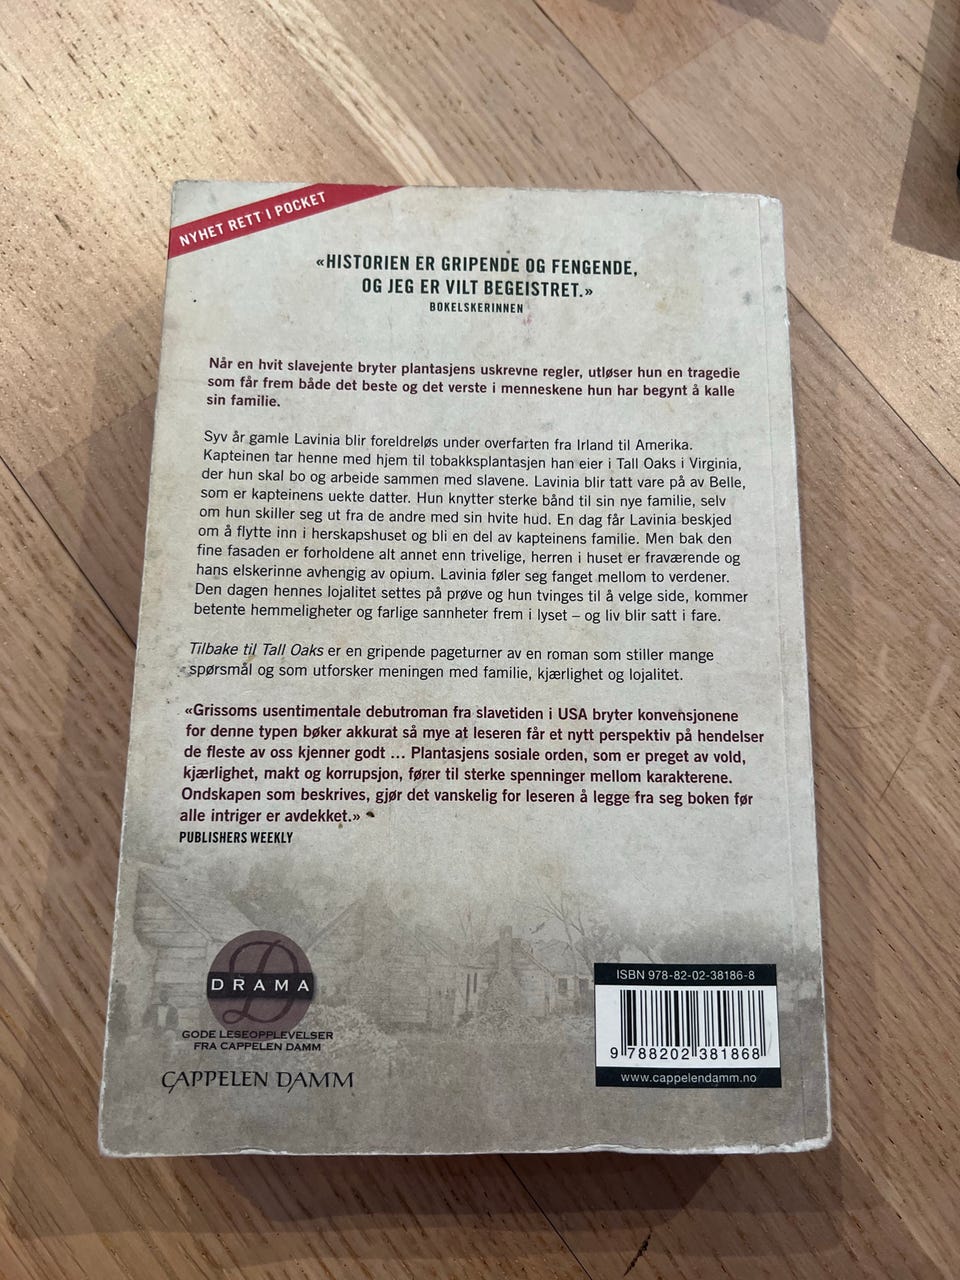 NYHET RETT I POCKET
«HISTORIEN ER GRIPENDE OG FENGENDE,
OG JEG ER VILT BEGEISTRET.»
BOKELSKERINNEN
Når en hvit slavejente bryter plantasjens uskrevne regler, utløser hun en tragedie
som får frem både det beste og det verste i menneskene hun har begynt å kalle
sin familie.
Syv år gamle Lavinia blir foreldreløs under overfarten fra Irland til Amerika.
Kapteinen tar henne med hjem til tobakksplantasjen han eier i Tall Oaks i Virginia,
der hun skal bo og arbeide sammen med slavene. Lavinia blir tatt vare på av Belle,
som er kapteinens uekte datter. Hun knytter sterke bånd til sin nye familie, selv
om hun skiller seg ut fra de andre med sin hvite hud. En dag får Lavinia beskjed
om å flytte inn i herskapshuset og bli en del av kapteinens familie. Men bak den
fine fasaden er forholdene alt annet enn trivelige, herren i huset er fraværende og
hans elskerinne avhengig av opium. Lavinia føler seg fanget mellom to verdener.
Den dagen hennes lojalitet settes på prøve og hun tvinges til å velge side, kommer
betente hemmeligheter og farlige sannheter frem i lyset – og liv blir satt i fare.
Tilbake til Tall Oaks er en gripende pageturner av en roman som stiller mange
spørsmål og som utforsker meningen med familie, kjærlighet og lojalitet.
«Grissoms usentimentale debutroman fra slavetiden i USA bryter konvensjonene
for denne typen bøker akkurat så mye at leseren får et nytt perspektiv på hendelser
de fleste av oss kjenner godt ... Plantasjens sosiale orden, som er preget av vold,
kjærlighet, makt og korrupsjon, fører til sterke spenninger mellom karakterene.
Ondskapen som beskrives, gjør det vanskelig for leseren å legge fra seg boken før
alle intriger er avdekket.»
PUBLISHERS WEEKLY
D
DRAMA
GODE LESEOPPLEVELSER
FRA CAPPELEN DAMM
CAPPELEN DAMM
ISBN 978-82-02-38186-8
9 788202 381868
www.cappelendamm.no